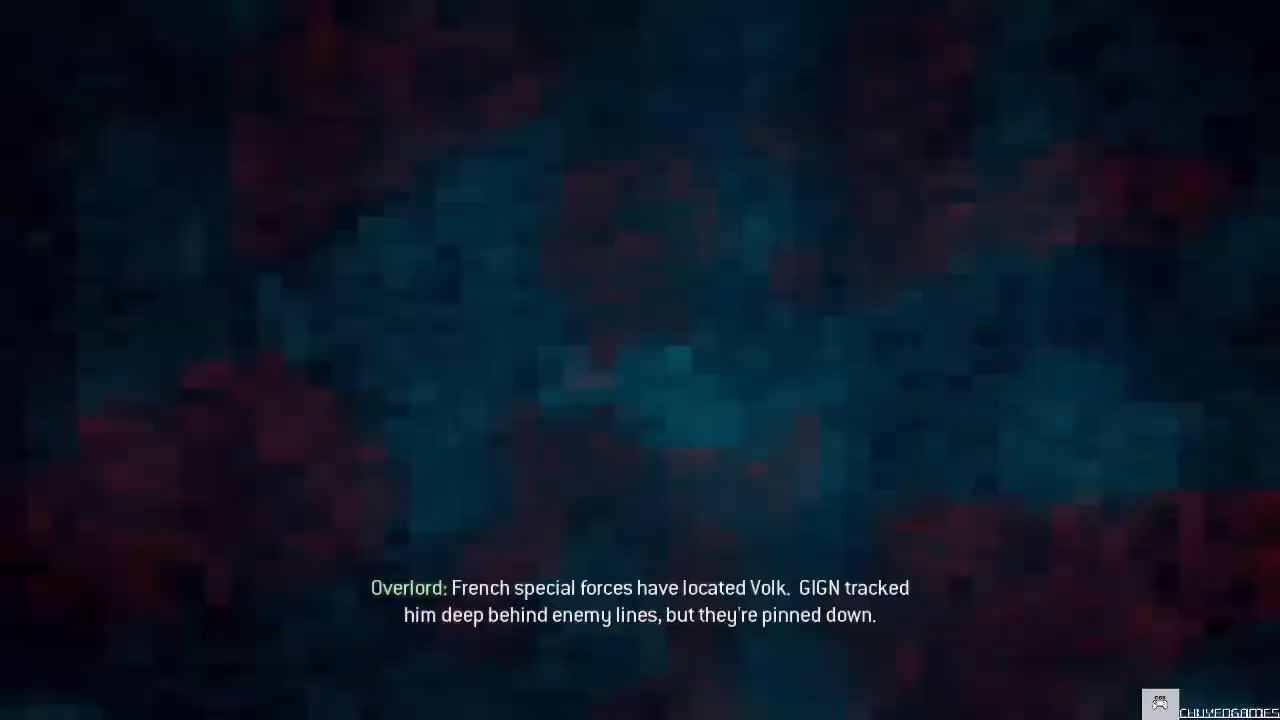 Overlord: French special forces have located Volk.  GIGN tracked
him deep behind enemy lines, but they're pinned down.
CHUVEOGAMES